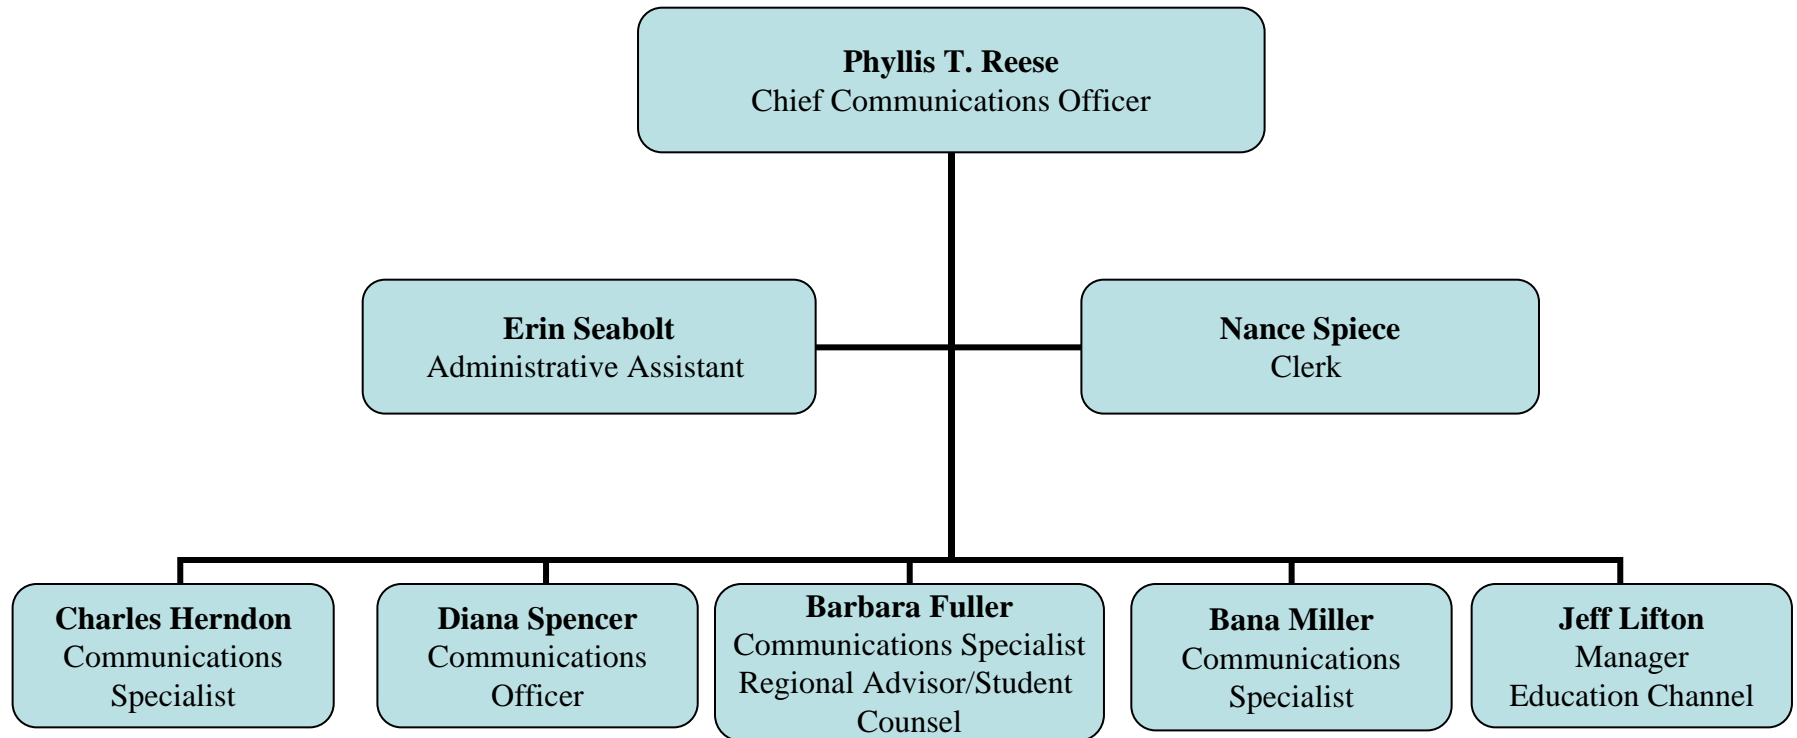 Phyllis T. Reese
Chief Communications Officer
Erin Seabolt
Administrative Assistant
Nance Spiece
Clerk
Charles Herndon
Communications
Specialist
Diana Spencer
Communications
Officer
Barbara Fuller
Communications Specialist
Regional Advisor/Student
Counsel
Bana Miller
Communications
Specialist
Jeff Lifton
Manager
Education Channel